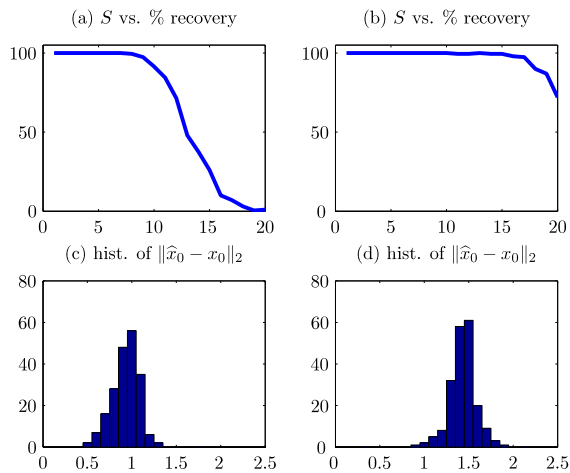 (a) S vs. % recovery
(b) S vs. % recovery
100
50
0
0 5 10 15 20
100
50
0
0 5 10 15 20
(c) hist. of ‖x̂₀ − x₀‖₂
(d) hist. of ‖x̂₀ − x₀‖₂
80
60
40
20
0
0 0.5 1 1.5 2 2.5
80
60
40
20
0
0 0.5 1 1.5 2 2.5